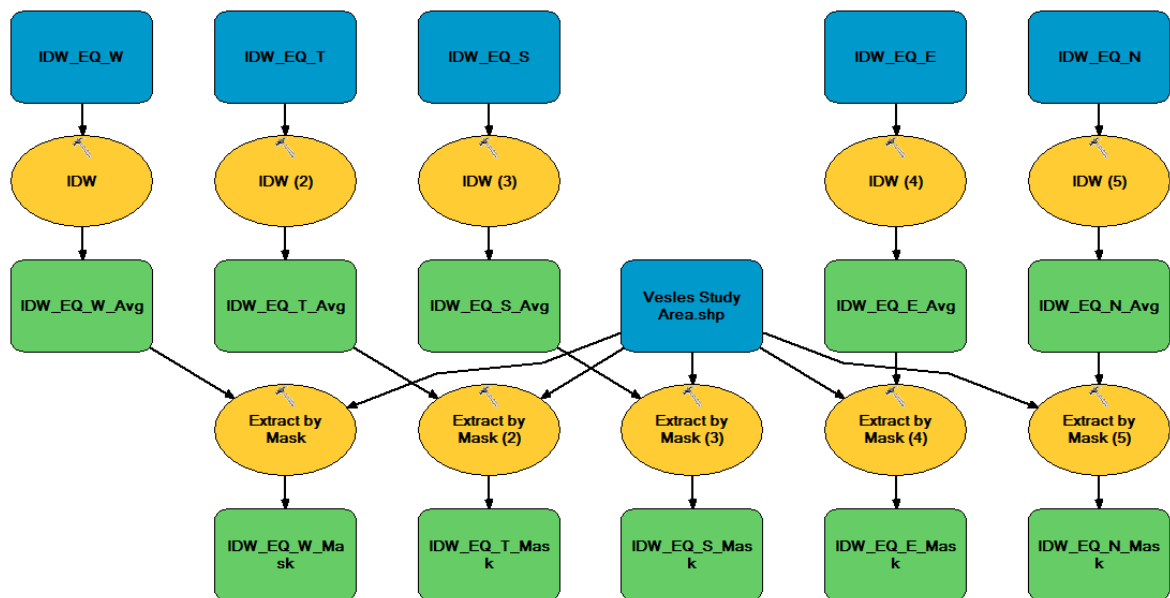 IDW_EQ_W
IDW_EQ_T
IDW_EQ_S
IDW_EQ_E
IDW_EQ_N
IDW
IDW (2)
IDW (3)
IDW (4)
IDW (5)
IDW_EQ_W_Avg
IDW_EQ_T_Avg
IDW_EQ_S_Avg
Vesles Study
Area.shp
IDW_EQ_E_Avg
IDW_EQ_N_Avg
Extract by
Mask
Extract by
Mask (2)
Extract by
Mask (3)
Extract by
Mask (4)
Extract by
Mask (5)
IDW_EQ_W_Ma
sk
IDW_EQ_T_Mas
k
IDW_EQ_S_Mas
k
IDW_EQ_E_Mas
k
IDW_EQ_N_Mas
k